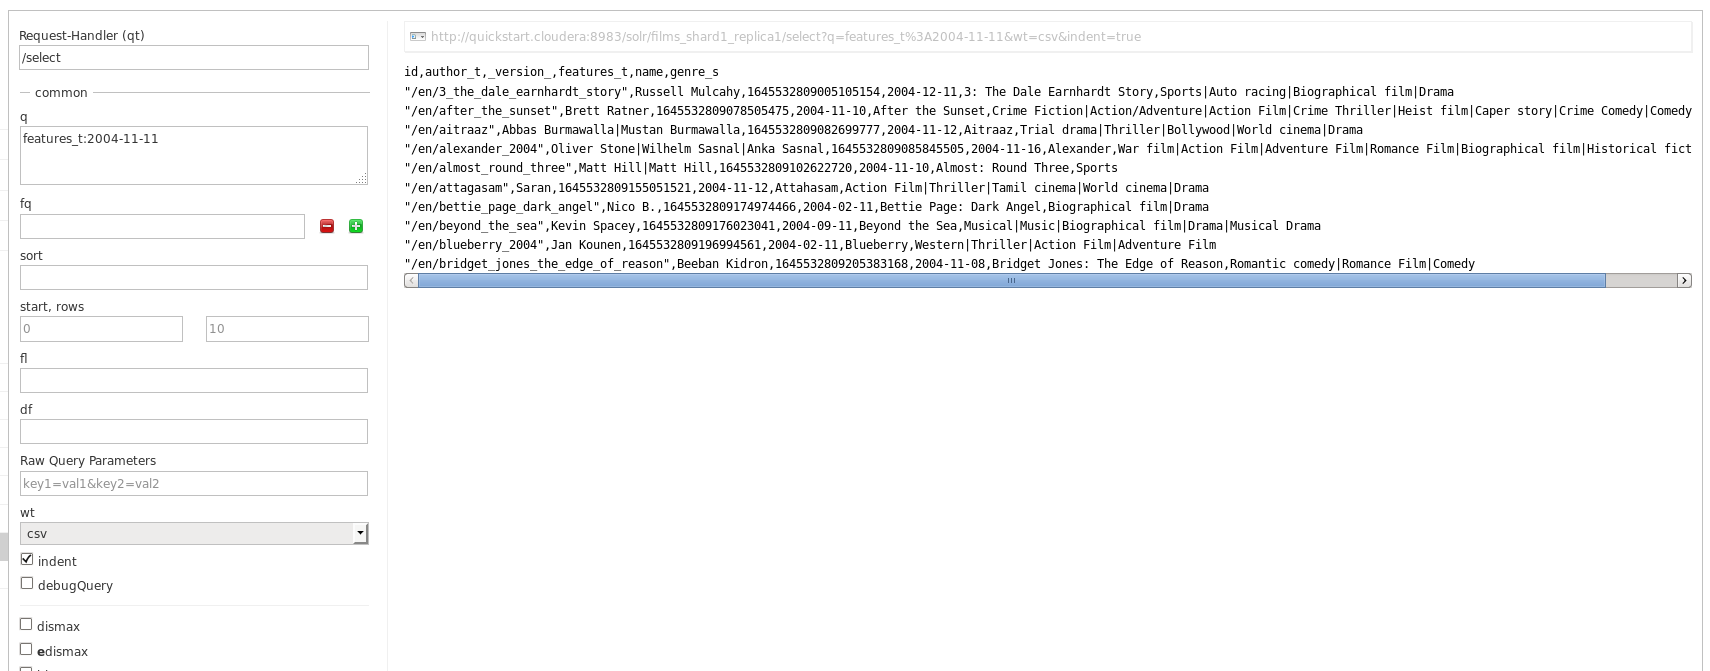 Request-Handler (qt)
/select
common
q
features_t:2004-11-11
fq
sort
start, rows
0 10
fl
df
Raw Query Parameters
key1=val1&key2=val2
wt
csv
indent
debugQuery
dismax
edismax
http://quickstart.cloudera:8983/solr/films_shard1_replica1/select?q=features_t%3A2004-11-11&wt=csv&indent=true
id,author_t,_version_,features_t,name,genre_s
"/en/3_the_dale_earnhardt_story",Russell Mulcahy,1645532809005105154,2004-12-11,3: The Dale Earnhardt Story,Sports|Auto racing|Biographical film|Drama
"/en/after_the_sunset",Brett Ratner,1645532809078505475,2004-11-10,After the Sunset,Crime Fiction|Action/Adventure|Action Film|Crime Thriller|Heist film|Caper story|Crime Comedy|Comedy
"/en/aitraaz",Abbas Burmawalla|Mustan Burmawalla,1645532809082699777,2004-11-12,Aitraaz,Trial drama|Thriller|Bollywood|World cinema|Drama
"/en/alexander_2004",Oliver Stone|Wilhelm Sasnal|Anka Sasnal,1645532809085845505,2004-11-16,Alexander,War film|Action Film|Adventure Film|Romance Film|Biographical film|Historical fict
"/en/almost_round_three",Matt Hill|Matt Hill,1645532809102622720,2004-11-10,Almost: Round Three,Sports
"/en/attagasam",Saran,1645532809155051521,2004-11-12,Attahasam,Action Film|Thriller|Tamil cinema|World cinema|Drama
"/en/bettie_page_dark_angel",Nico B.,1645532809174974466,2004-02-11,Bettie Page: Dark Angel,Biographical film|Drama
"/en/beyond_the_sea",Kevin Spacey,1645532809176023041,2004-09-11,Beyond the Sea,Musical|Music|Biographical film|Drama|Musical Drama
"/en/blueberry_2004",Jan Kounen,1645532809196994561,2004-02-11,Blueberry,Western|Thriller|Action Film|Adventure Film
"/en/bridget_jones_the_edge_of_reason",Beeban Kidron,1645532809205383168,2004-11-08,Bridget Jones: The Edge of Reason,Romantic comedy|Romance Film|Comedy